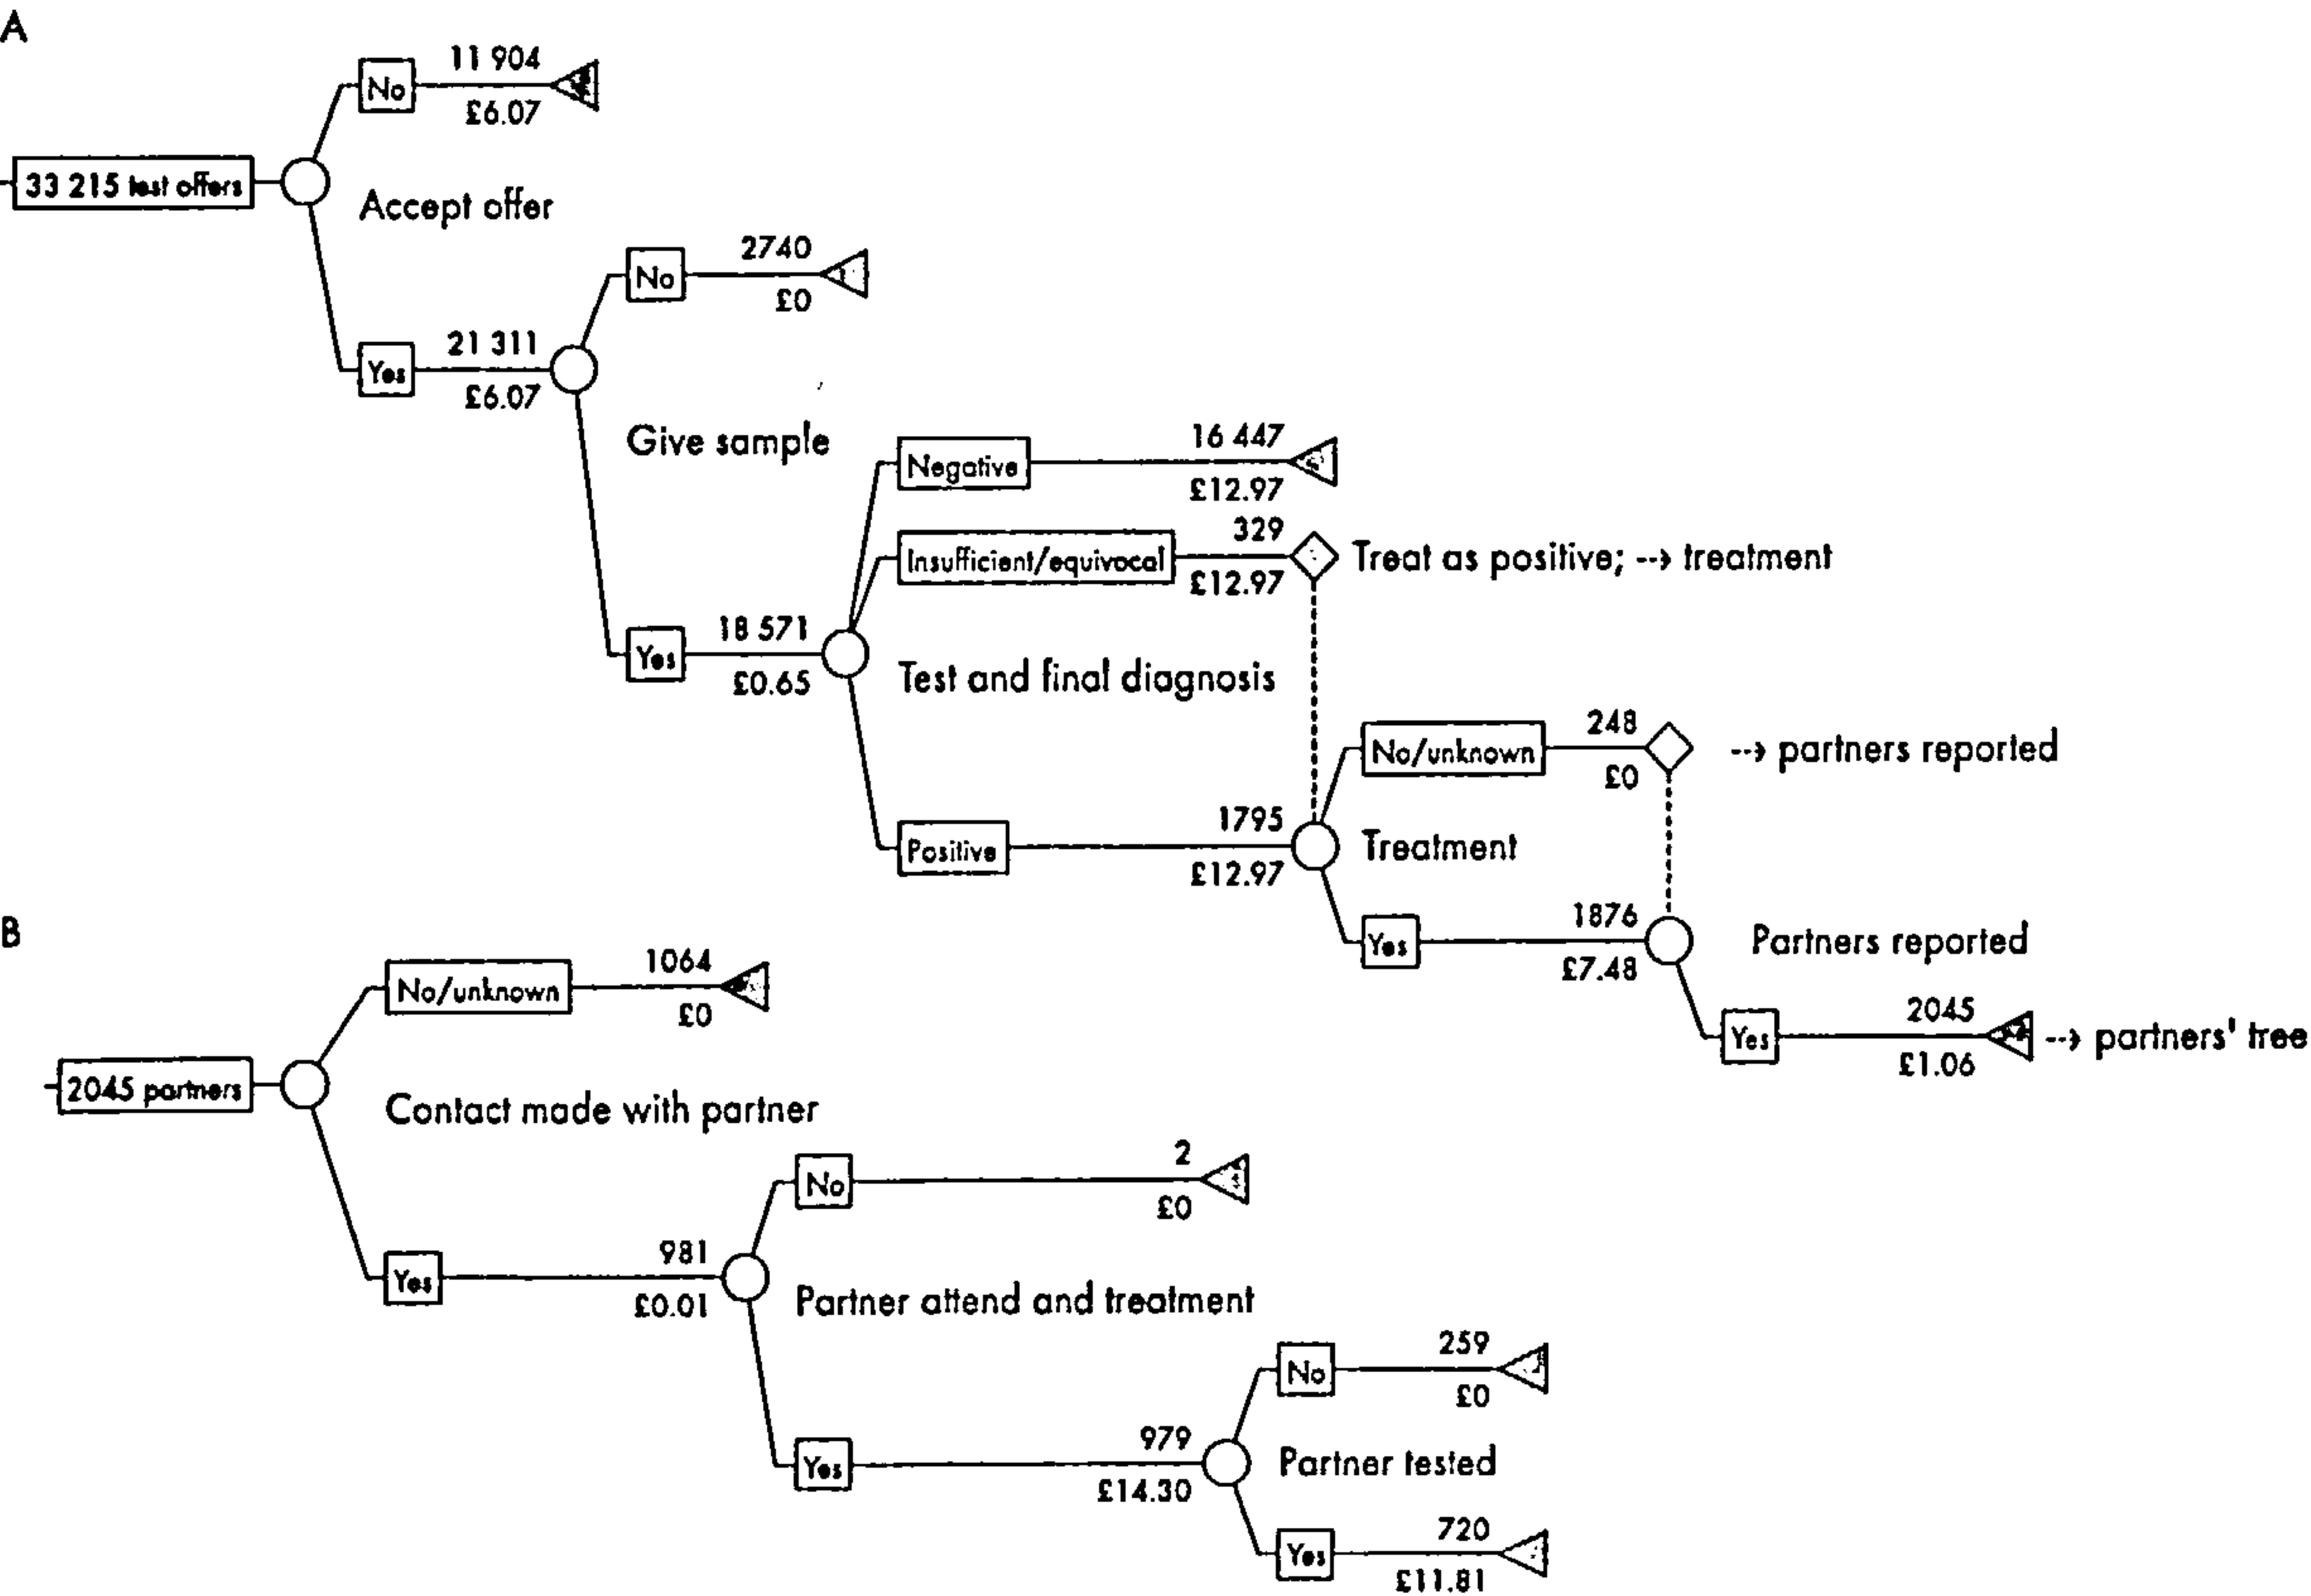 A
No
11 904
£6.07
33 215 test offers
Accept offer
No
2740
£0
Yes
21 311
£6.07
Give sample
Negative
16 447
£12.97
Insufficient/equivocal
329
£12.97
Treat as positive; --> treatment
Yes
18 571
£0.65
Test and final diagnosis
No/unknown
248
£0
--> partners reported
Positive
1795
£12.97
Treatment
Yes
1876
£7.48
Partners reported
Yes
2045
£1.06
--> partners' tree
B
No/unknown
1064
£0
2045 partners
Contact made with partner
No
2
£0
Yes
981
£0.01
Partner attend and treatment
No
259
£0
Yes
979
£14.30
Partner tested
Yes
720
£11.81